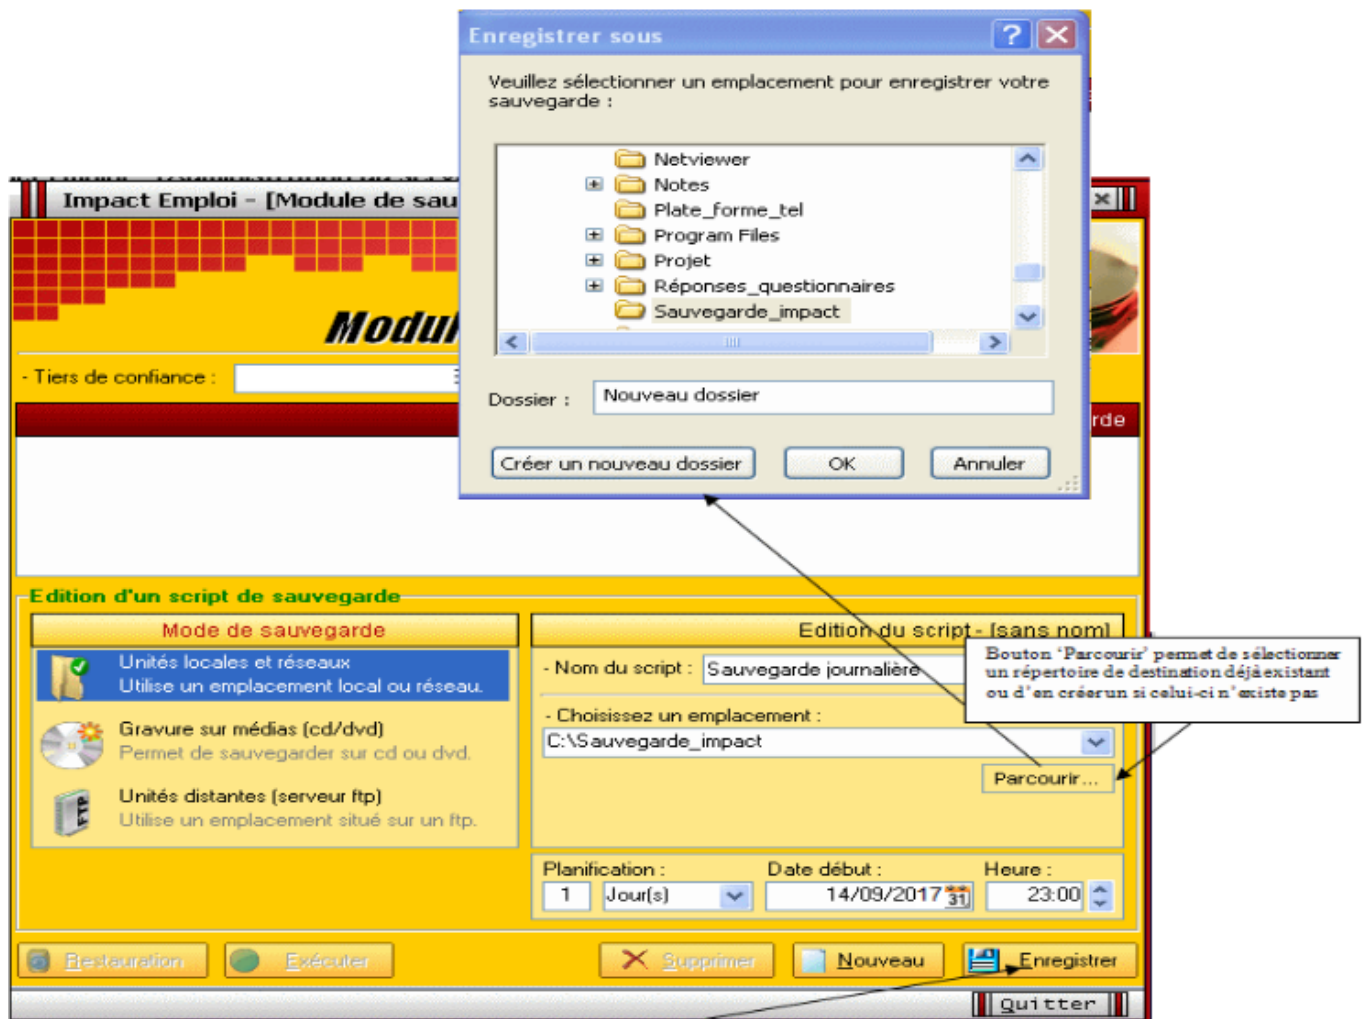 Enregistrer sous
Veuillez sélectionner un emplacement pour enregistrer votre
sauvegarde :
Netviewer
Notes
Plate_forme_tel
Program Files
Projet
Réponses_questionnaires
Sauvegarde_impact
Dossier : Nouveau dossier
Créer un nouveau dossier OK Annuler
Impact Emploi - [Module de sau
Modul
- Tiers de confiance :
rde
Edition d'un script de sauvegarde
Mode de sauvegarde
Unités locales et réseaux
Utilise un emplacement local ou réseau.
Gravure sur médias (cd/dvd)
Permet de sauvegarder sur cd ou dvd.
Unités distantes (serveur ftp)
FTP
Utilise un emplacement situé sur un ftp.
Edition du script - [sans nom]
- Nom du script : Sauvegarde journalière
Bouton ‘Parcourir’ permet de sélectionner
un répertoire de destination déjà existant
ou d’en créer un si celui-ci n’existe pas
- Choisissez un emplacement :
C:\Sauvegarde_impact
Parcourir...
Planification : Date début : Heure :
1 Jour(s) 14/09/2017 31 23:00
Restauration Exécuter Supprimer Nouveau Enregistrer
Quitter